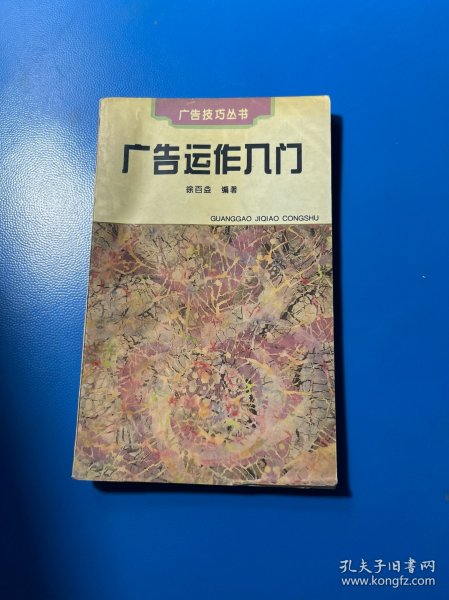 广告技巧丛书
广告运作入门
徐百益 编著
GUANGGAO JIQIAO CONGSHU
孔夫子旧书网
www.kongfz.com